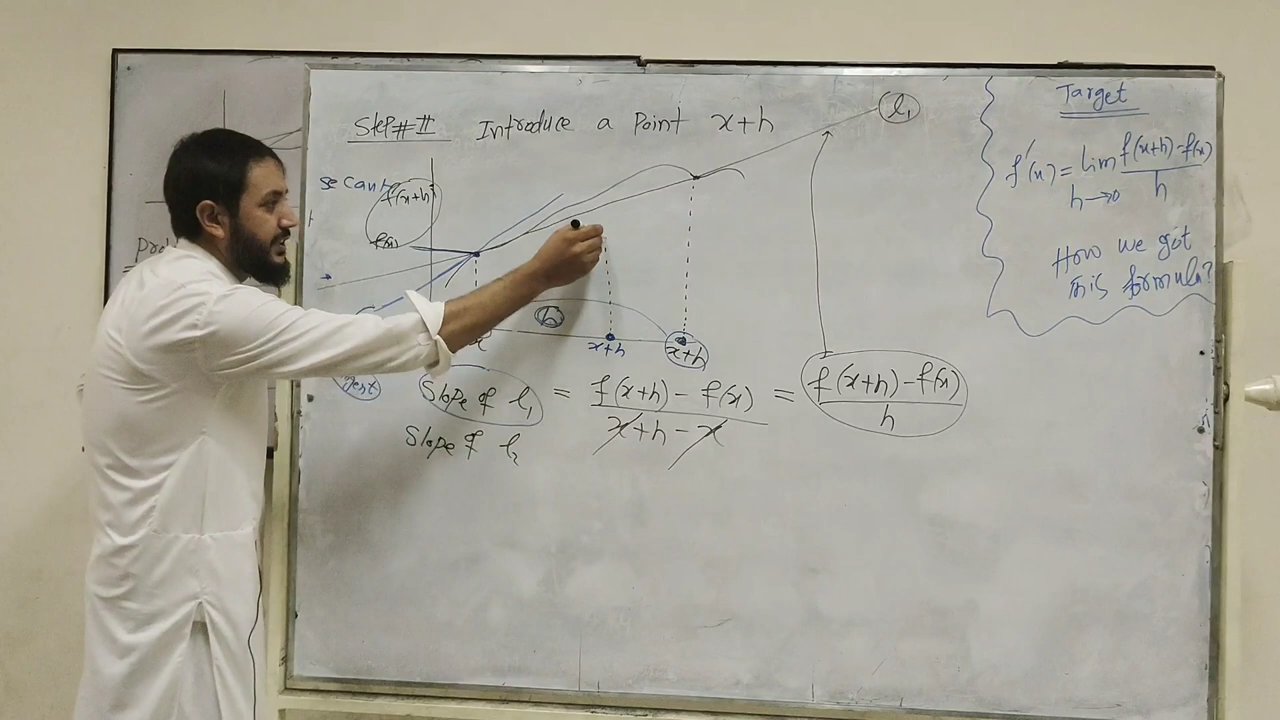 Step#II Introduce a Point x+h
l₁
Target
f'(x) = lim f(x+h)-f(x)
h→0 h
How we got
this formula?
secant
f(x+h)
f(x)
h
x
x+h
x+h
gent
Slope of l₁ = f(x+h) - f(x) = f(x+h) - f(x)
x+h - x h
Slope of l₂